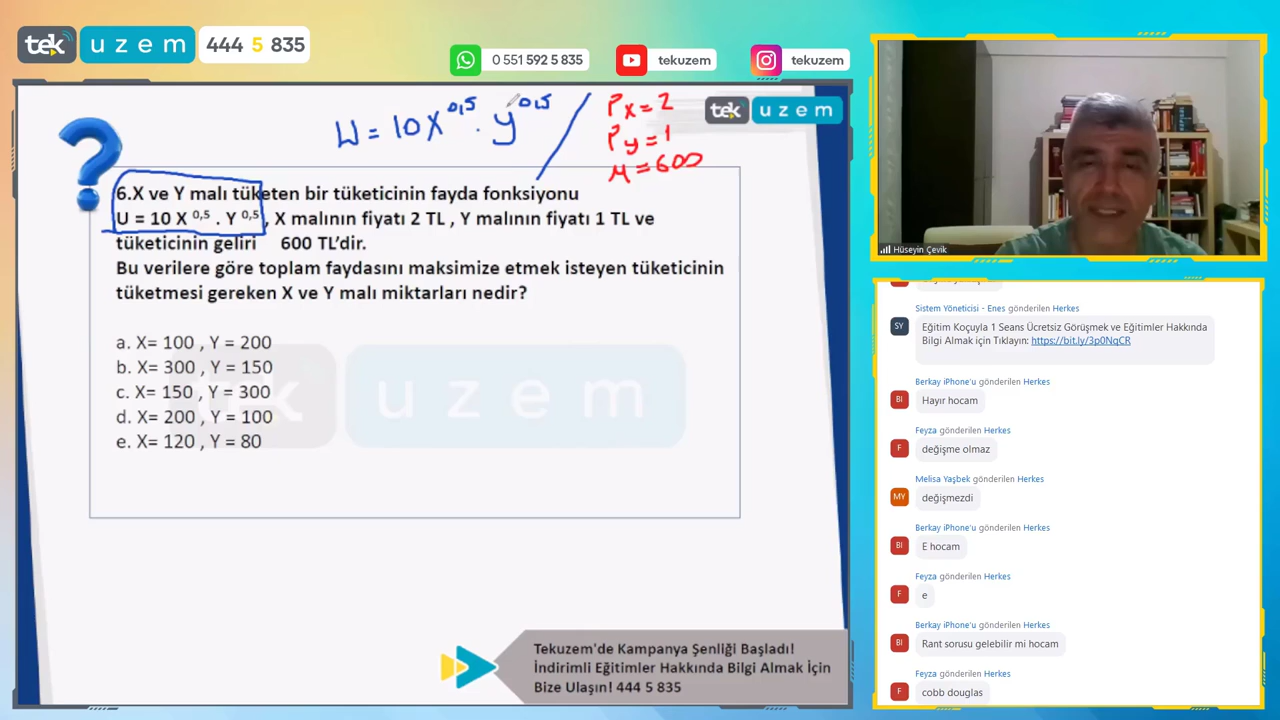 tek uzem 444 5 835
0 551 592 5 835
tekuzem
tekuzem
U = 10X^0,5 . y^0,5
Px = 2
Py = 1
M = 600
tek uzem
6.X ve Y malı tüketen bir tüketicinin fayda fonksiyonu
U = 10 X 0,5 . Y 0,5 , X malının fiyatı 2 TL , Y malının fiyatı 1 TL ve
tüketicinin geliri 600 TL'dir.
Bu verilere göre toplam faydasını maksimize etmek isteyen tüketicinin
tüketmesi gereken X ve Y malı miktarları nedir?
a. X= 100 , Y = 200
b. X= 300 , Y = 150
c. X= 150 , Y = 300
d. X= 200 , Y = 100
e. X= 120 , Y = 80
tek uzem
Tekuzem'de Kampanya Şenliği Başladı!
İndirimli Eğitimler Hakkında Bilgi Almak İçin
Bize Ulaşın! 444 5 835
Hüseyin Çevik
Sistem Yöneticisi - Enes gönderilen Herkes
SY
Eğitim Koçuyla 1 Seans Ücretsiz Görüşmek ve Eğitimler Hakkında
Bilgi Almak için Tıklayın: https://bit.ly/3p0NqCR
Berkay iPhone'u gönderilen Herkes
BI Hayır hocam
Feyza gönderilen Herkes
F değişme olmaz
Melisa Yaşbek gönderilen Herkes
MY değişmezdi
Berkay iPhone'u gönderilen Herkes
BI E hocam
Feyza gönderilen Herkes
F e
Berkay iPhone'u gönderilen Herkes
BI Rant sorusu gelebilir mi hocam
Feyza gönderilen Herkes
F cobb douglas